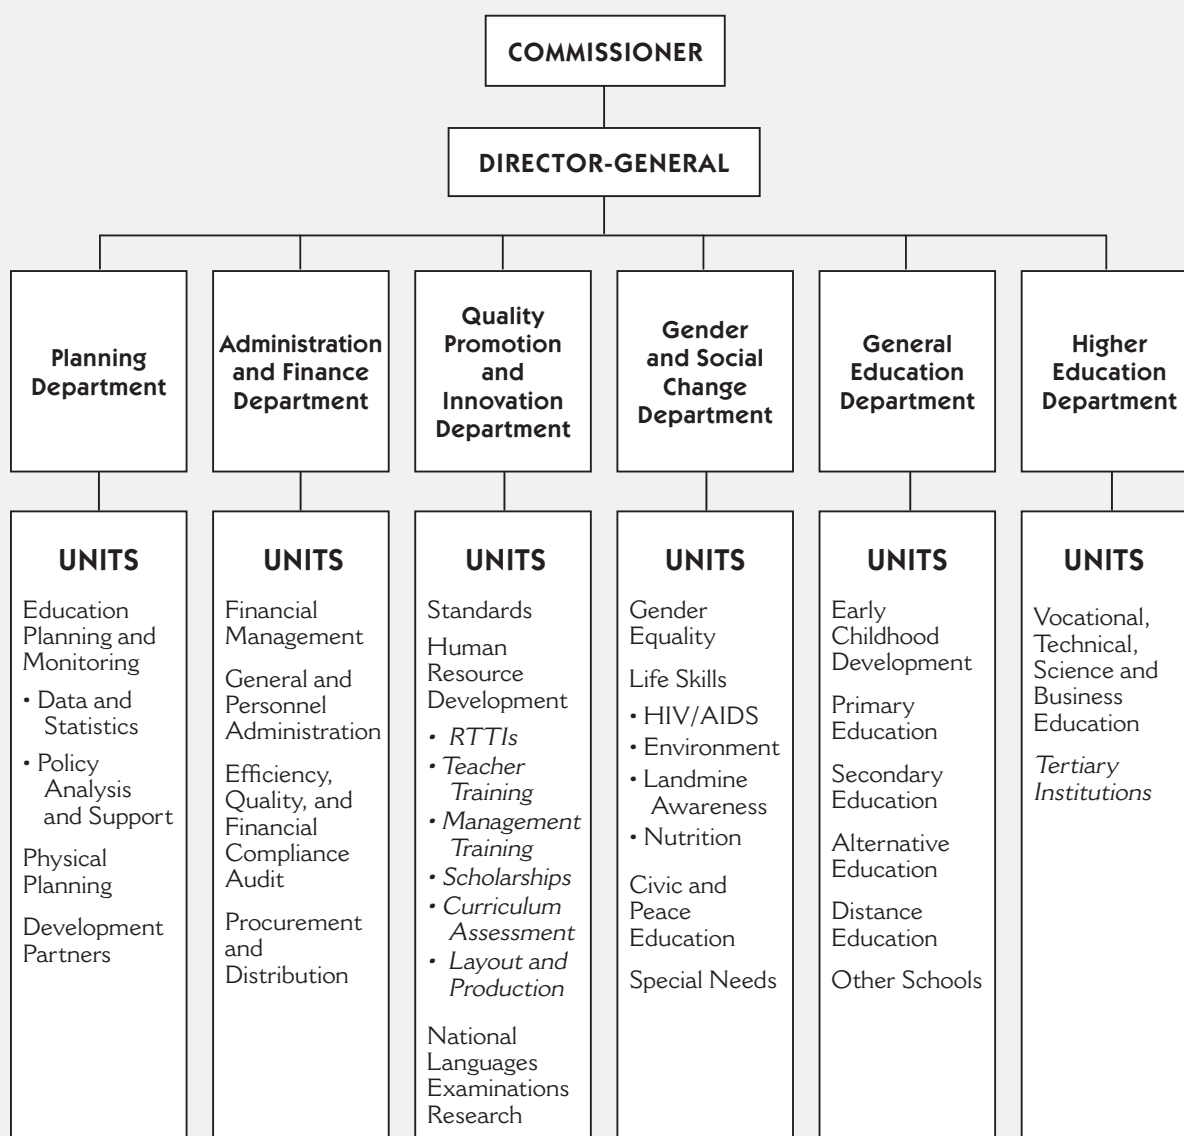 COMMISSIONER
DIRECTOR-GENERAL
Planning
Department
Administration
and Finance
Department
Quality
Promotion
and
Innovation
Department
Gender
and Social
Change
Department
General
Education
Department
Higher
Education
Department
UNITS
Education
Planning and
Monitoring
• Data and
Statistics
• Policy
Analysis
and Support
Physical
Planning
Development
Partners
UNITS
Financial
Management
General and
Personnel
Administration
Efficiency,
Quality, and
Financial
Compliance
Audit
Procurement
and
Distribution
UNITS
Standards
Human
Resource
Development
• RTTIs
• Teacher
Training
• Management
Training
• Scholarships
• Curriculum
Assessment
• Layout and
Production
National
Languages
Examinations
Research
UNITS
Gender
Equality
Life Skills
• HIV/AIDS
• Environment
• Landmine
Awareness
• Nutrition
Civic and
Peace
Education
Special Needs
UNITS
Early
Childhood
Development
Primary
Education
Secondary
Education
Alternative
Education
Distance
Education
Other Schools
UNITS
Vocational,
Technical,
Science and
Business
Education
Tertiary
Institutions